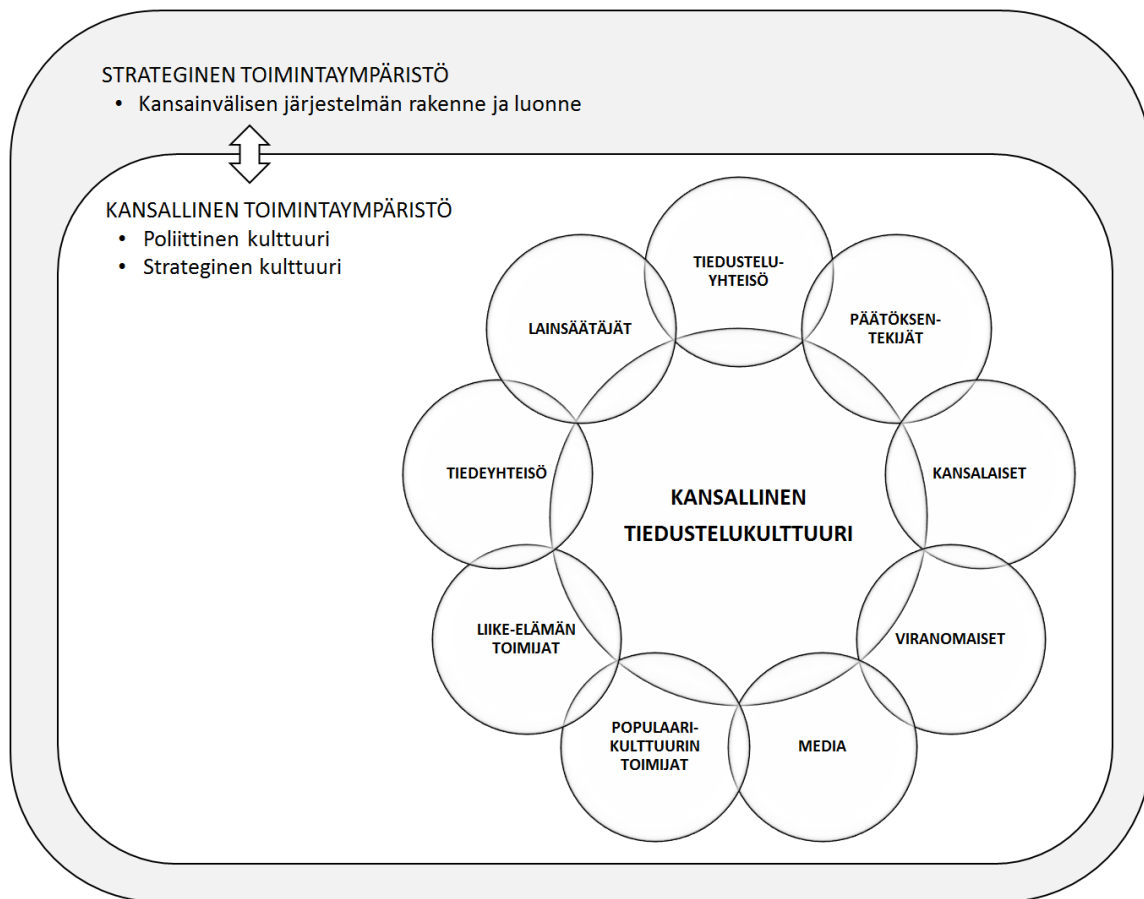 STRATEGINEN TOIMINTAYMPÄRISTÖ
• Kansainvälisen järjestelmän rakenne ja luonne
KANSALLINEN TOIMINTAYMPÄRISTÖ
• Poliittinen kulttuuri
• Strateginen kulttuuri
TIEDUSTELU-
YHTEISÖ
PÄÄTÖKSEN-
TEKIJÄT
KANSALAISET
VIRANOMAISET
MEDIA
POPULAARI-
KULTTUURIN
TOIMIJAT
LIIKE-ELÄMÄN
TOIMIJAT
TIEDEYHTEISÖ
LAINSÄÄTÄJÄT
KANSALLINEN
TIEDUSTELUKULTTUURI